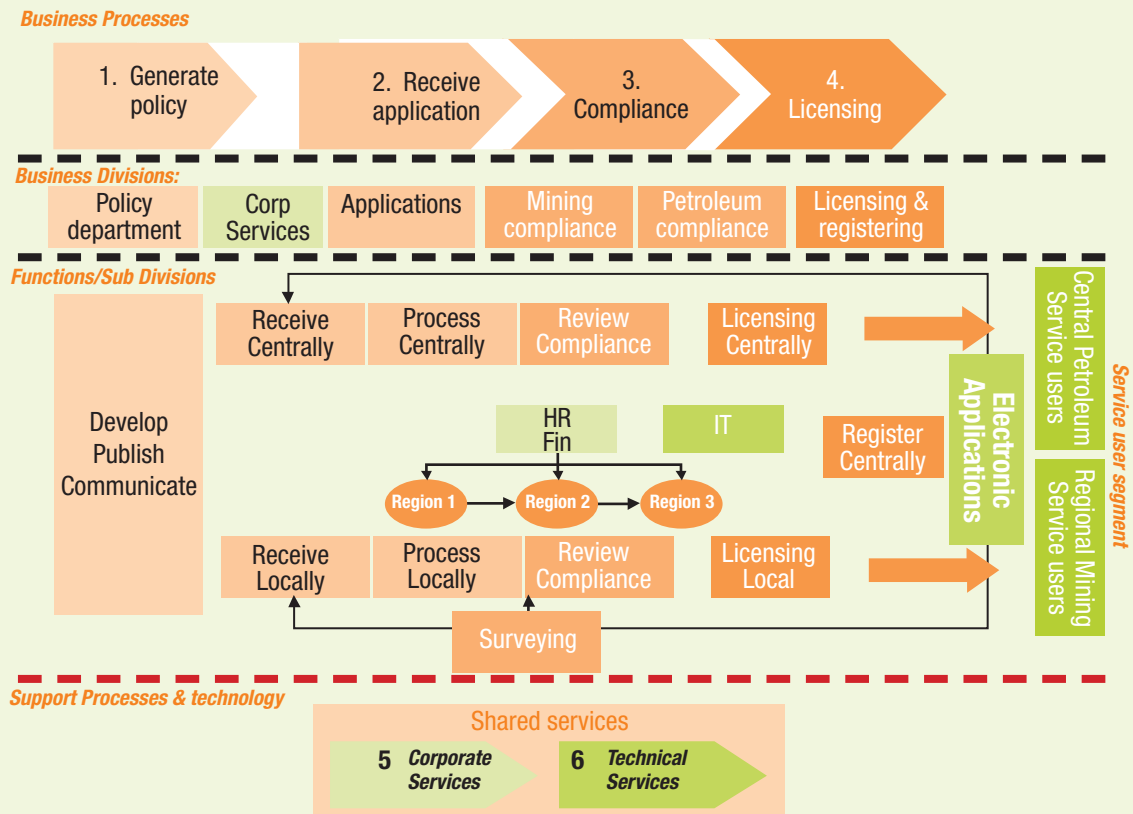 Business Processes
1. Generate
policy
2. Receive
application
3.
Compliance
4.
Licensing
Business Divisions:
Policy
department
Corp
Services
Applications
Mining
compliance
Petroleum
compliance
Licensing &
registering
Functions/Sub Divisions
Develop
Publish
Communicate
Receive
Centrally
Process
Centrally
Review
Compliance
Licensing
Centrally
HR
Fin
IT
Register
Centrally
Region 1
Region 2
Region 3
Receive
Locally
Process
Locally
Review
Compliance
Licensing
Local
Surveying
Electronic
Applications
Central Petroleum
Service users
Regional Mining
Service users
Service user segment
Support Processes & technology
Shared services
5 Corporate
Services
6 Technical
Services